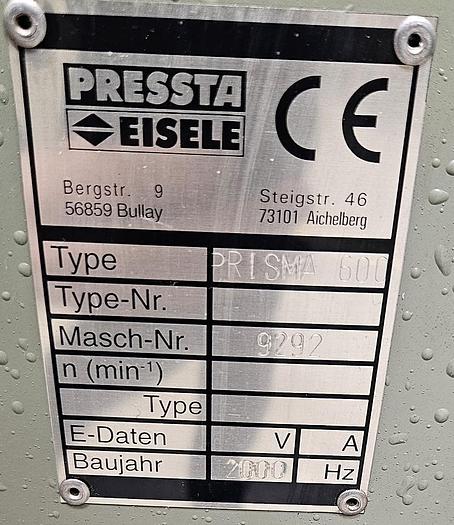 PRESSTA
EISELE
CE
Bergstr. 9
56859 Bullay
Steigstr. 46
73101 Aichelberg
Type PRISMA 600
Type-Nr.
Masch-Nr. 9292
n (min-1)
Type
E-Daten V A
Baujahr 2000 Hz